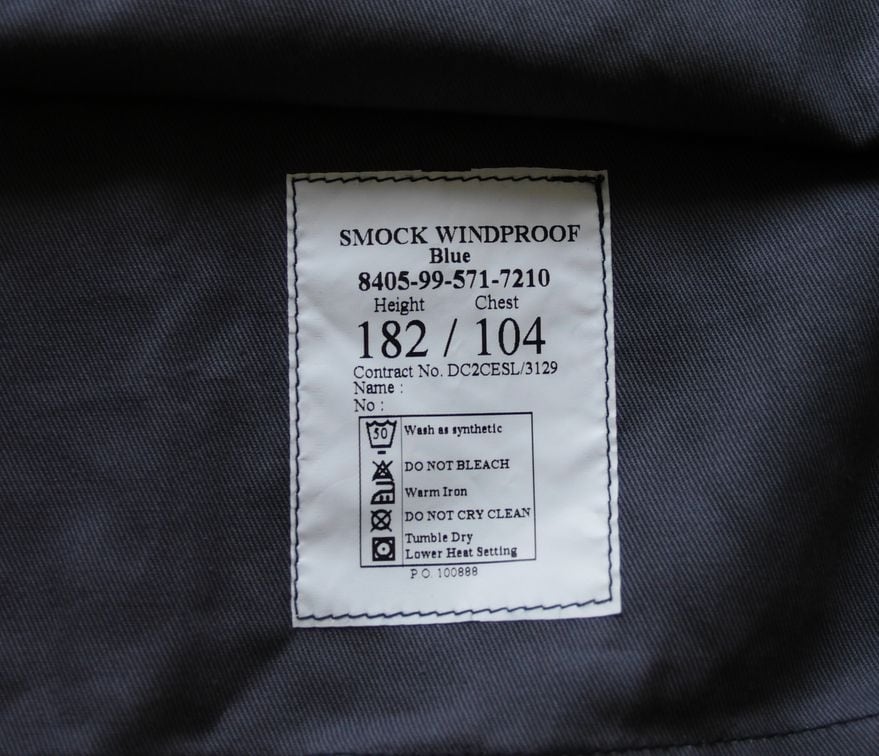 SMOCK WINDPROOF
Blue
8405-99-571-7210
Height Chest
182 / 104
Contract No. DC2CESL/3129
Name :
No :
50 Wash as synthetic
DO NOT BLEACH
Warm Iron
DO NOT CRY CLEAN
Tumble Dry
Lower Heat Setting
P.O. 100888